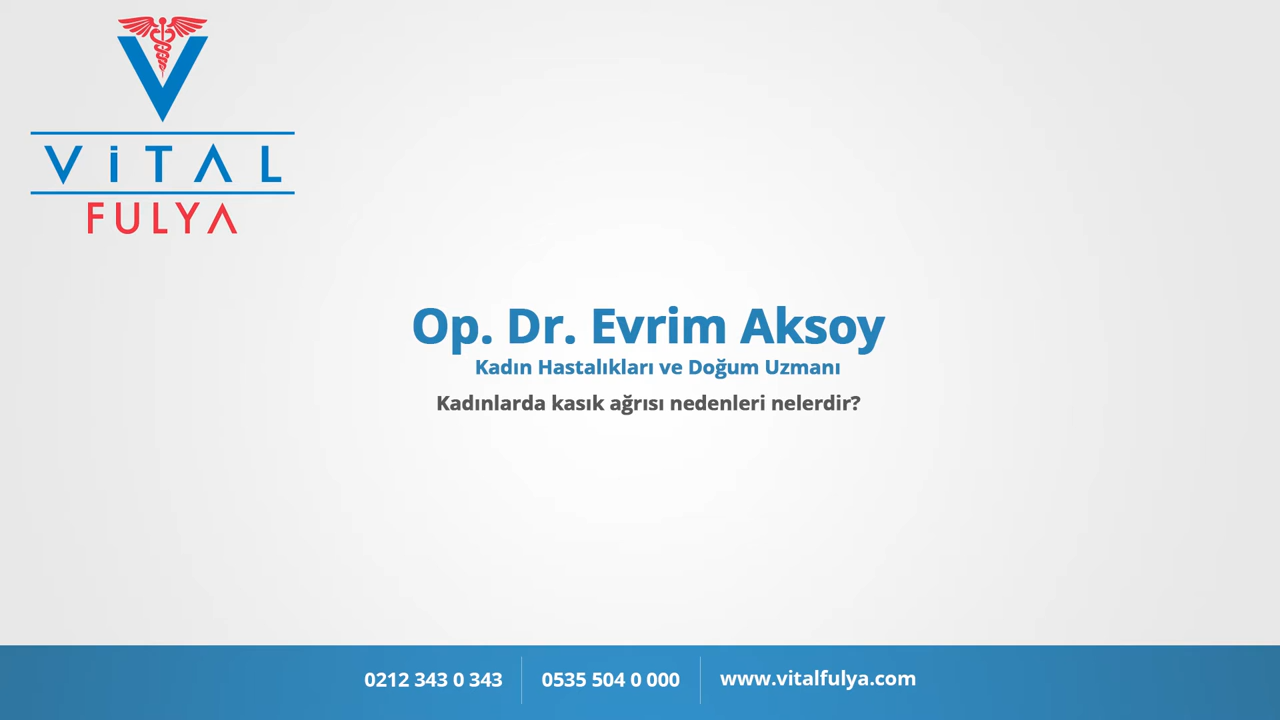 VİTAL
FULYA
Op. Dr. Evrim Aksoy
Kadın Hastalıkları ve Doğum Uzmanı
Kadınlarda kasık ağrısı nedenleri nelerdir?
0212 343 0 343
0535 504 0 000
www.vitalfulya.com